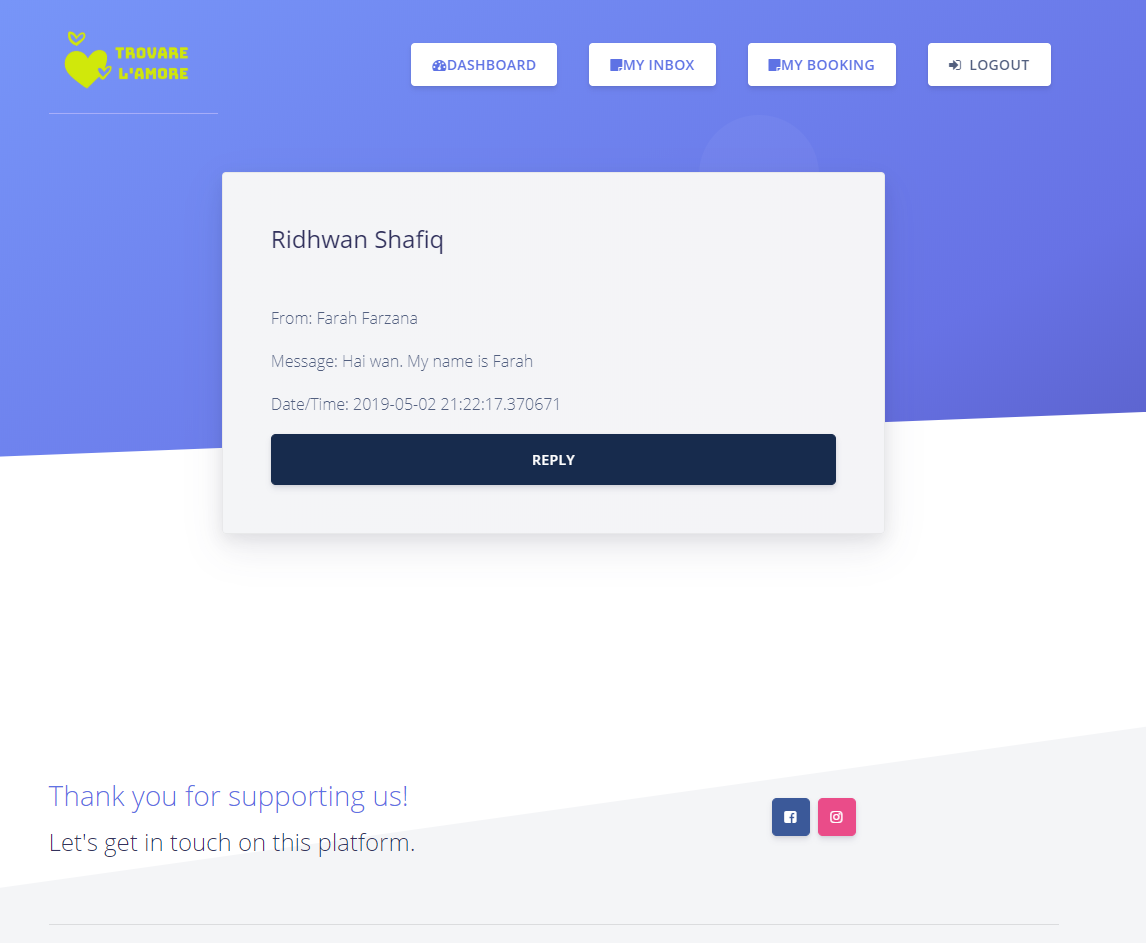 TROVARE
L'AMORE
DASHBOARD
MY INBOX
MY BOOKING
LOGOUT
Ridhwan Shafiq
From: Farah Farzana
Message: Hai wan. My name is Farah
Date/Time: 2019-05-02 21:22:17.370671
REPLY
Thank you for supporting us!
Let's get in touch on this platform.